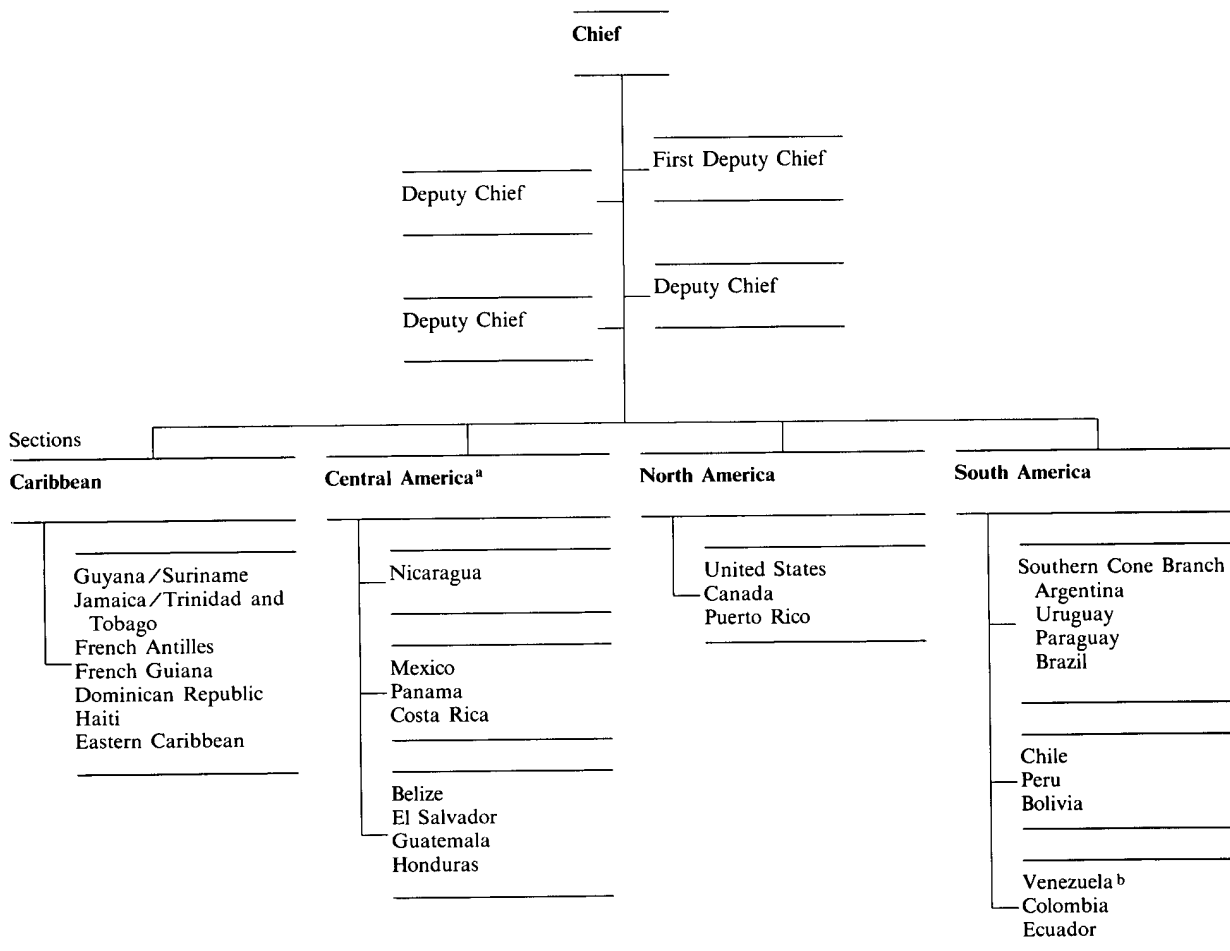 Chief
First Deputy Chief
Deputy Chief
Deputy Chief
Deputy Chief
Sections
Caribbean
Guyana/Suriname
Jamaica/Trinidad and
Tobago
French Antilles
French Guiana
Dominican Republic
Haiti
Eastern Caribbean
Central Americaᵃ
Nicaragua
Mexico
Panama
Costa Rica
Belize
El Salvador
Guatemala
Honduras
North America
United States
Canada
Puerto Rico
South America
Southern Cone Branch
Argentina
Uruguay
Paraguay
Brazil
Chile
Peru
Bolivia
Venezuelaᵇ
Colombia
Ecuador